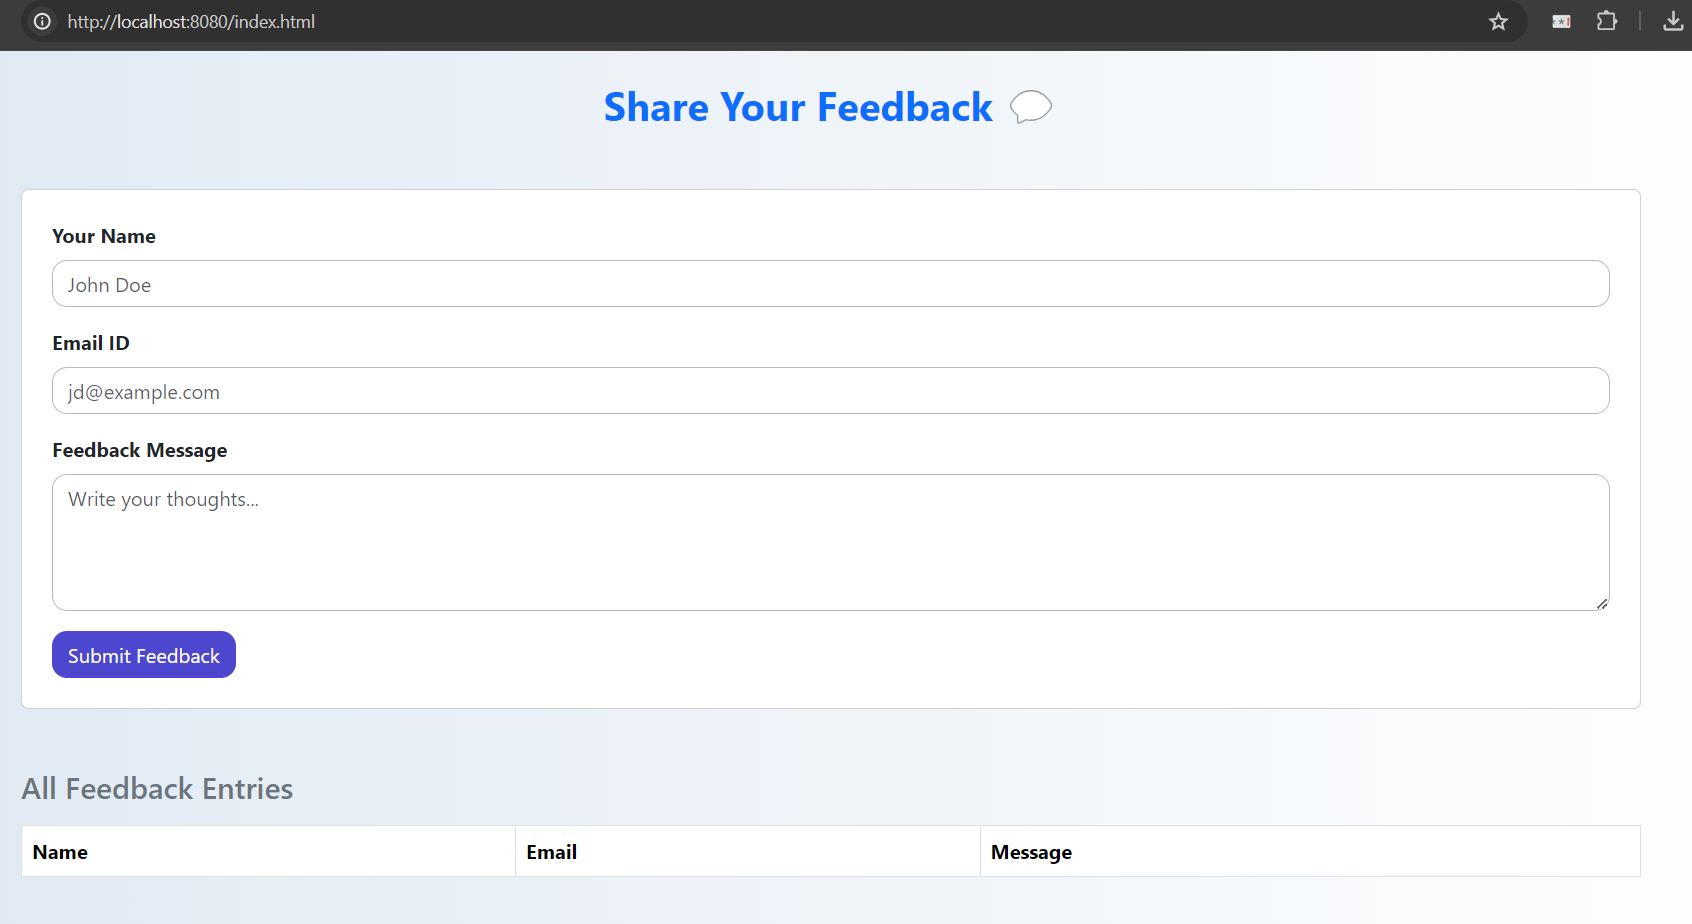 http://localhost:8080/index.html
Share Your Feedback
Your Name
John Doe
Email ID
jd@example.com
Feedback Message
Write your thoughts...
Submit Feedback
All Feedback Entries
Name Email Message